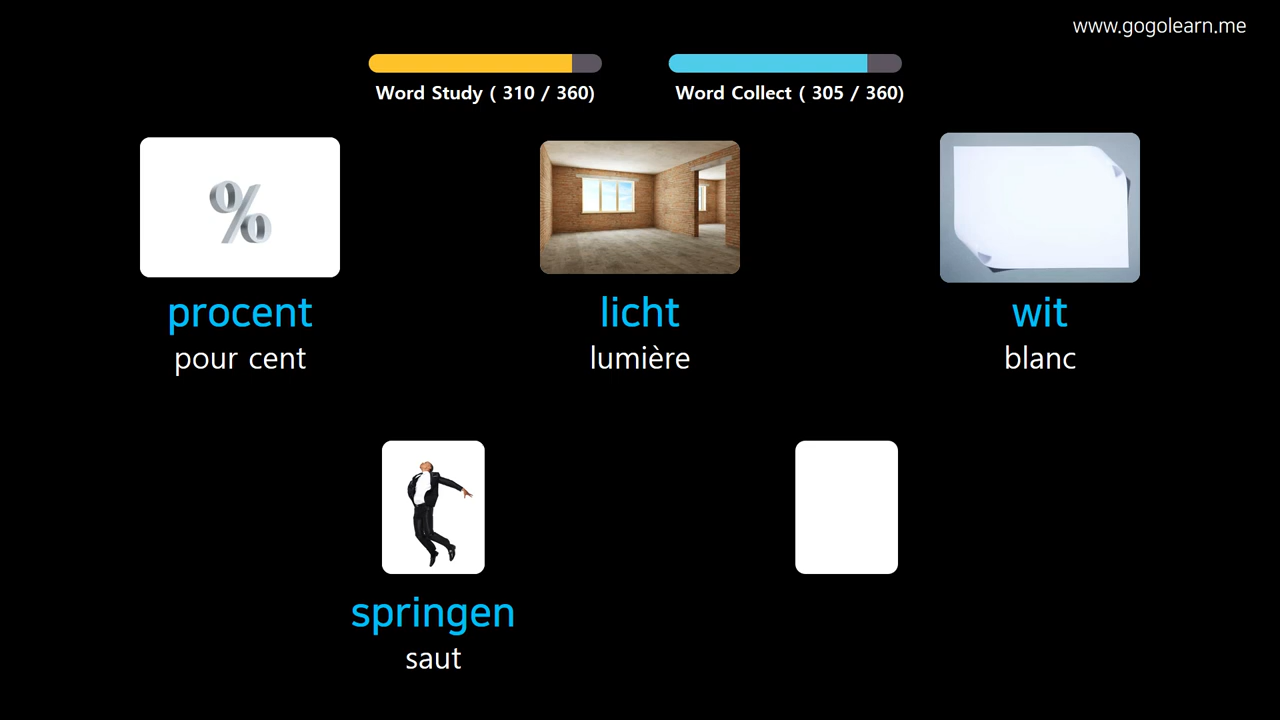 www.gogolearn.me
Word Study ( 310 / 360)
Word Collect ( 305 / 360)
%
procent
pour cent
licht
lumière
wit
blanc
springen
saut